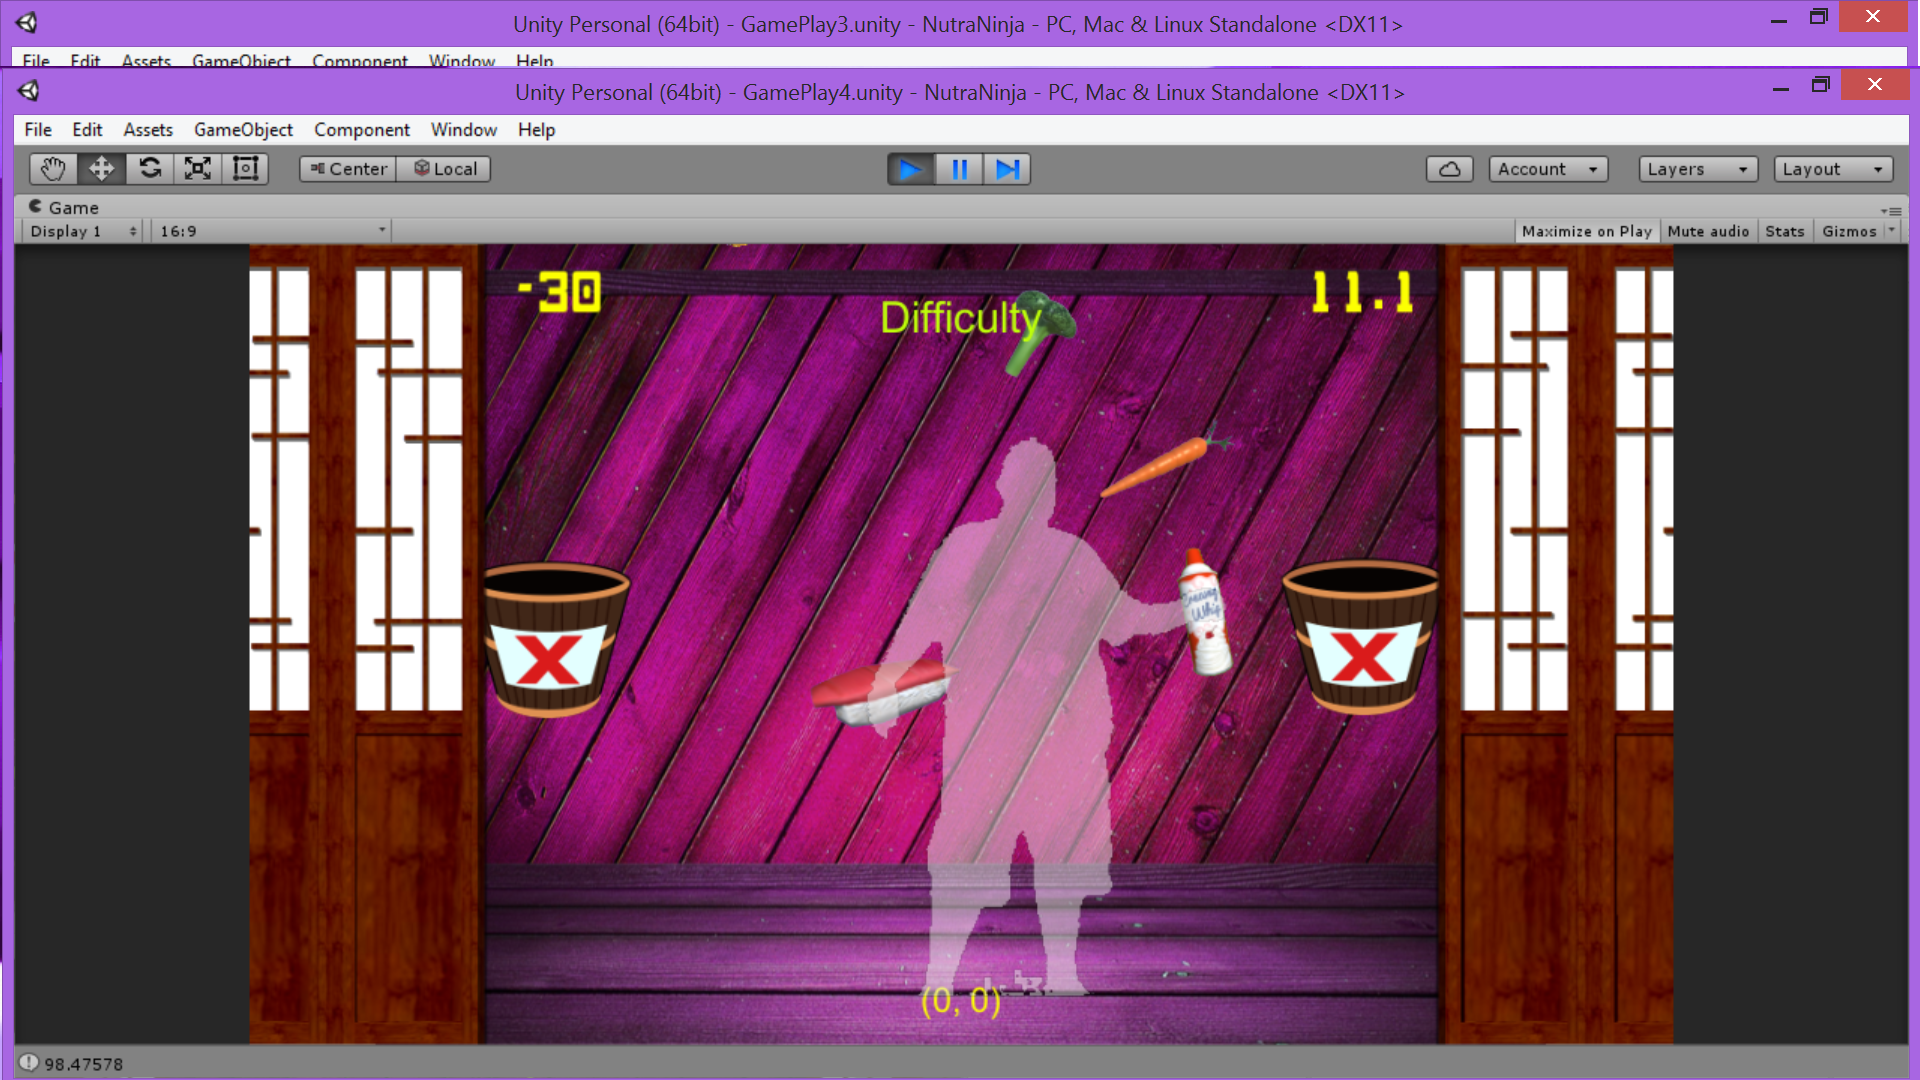 Unity Personal (64bit) - GamePlay3.unity - NutraNinja - PC, Mac & Linux Standalone <DX11>
File Edit Assets GameObject Component Window Help
Unity Personal (64bit) - GamePlay4.unity - NutraNinja - PC, Mac & Linux Standalone <DX11>
File Edit Assets GameObject Component Window Help
Center Local Account Layers Layout
Game
Display 1 16:9 Maximize on Play Mute audio Stats Gizmos
-30 11.1
Difficulty
Whip
X X
(0, 0)
98.47578